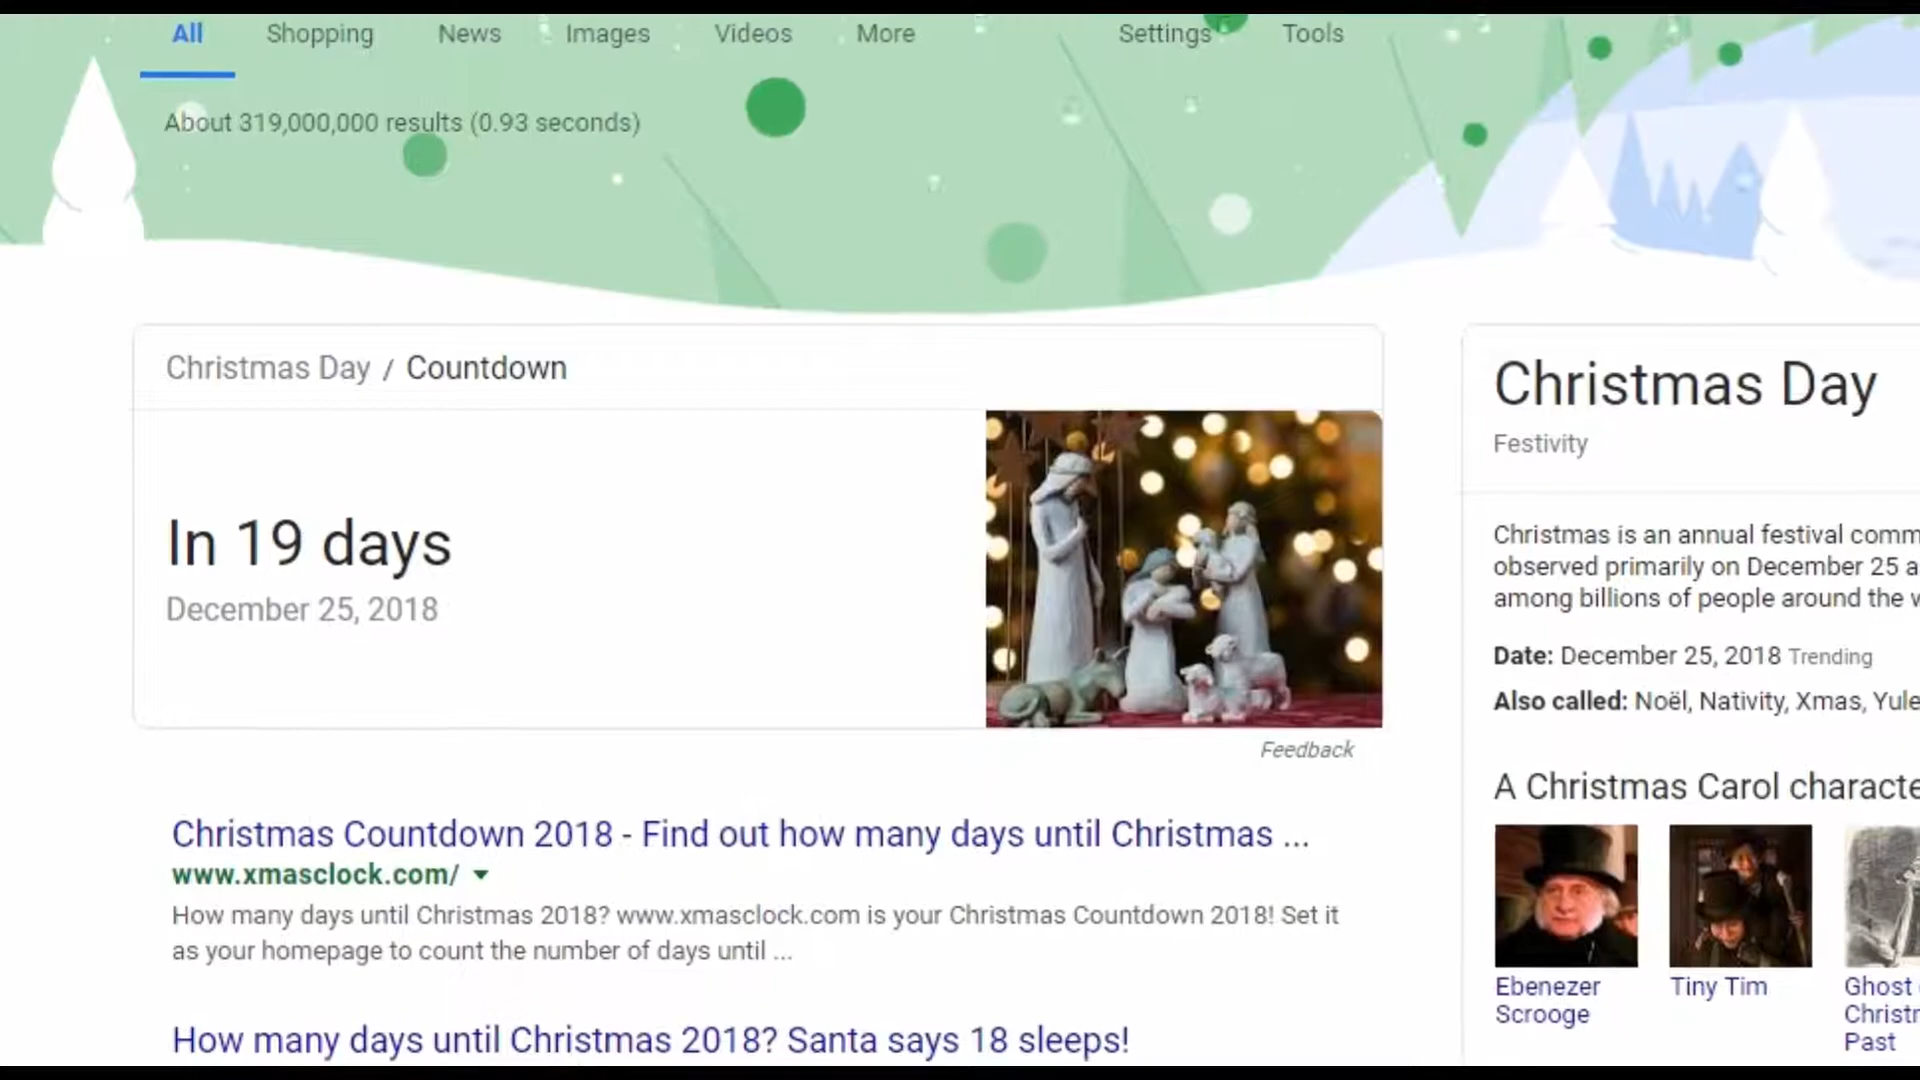 All Shopping News Images Videos More Settings Tools
About 319,000,000 results (0.93 seconds)
Christmas Day / Countdown
In 19 days
December 25, 2018
Feedback
Christmas Countdown 2018 - Find out how many days until Christmas ...
www.xmasclock.com/
How many days until Christmas 2018? www.xmasclock.com is your Christmas Countdown 2018! Set it
as your homepage to count the number of days until ...
How many days until Christmas 2018? Santa says 18 sleeps!
Christmas Day
Festivity
Christmas is an annual festival
observed primarily on December 25
among billions of people around the
Date: December 25, 2018 Trending
Also called: Noël, Nativity, Xmas, Yule
A Christmas Carol
Ebenezer
Scrooge
Tiny Tim
Ghost
Past